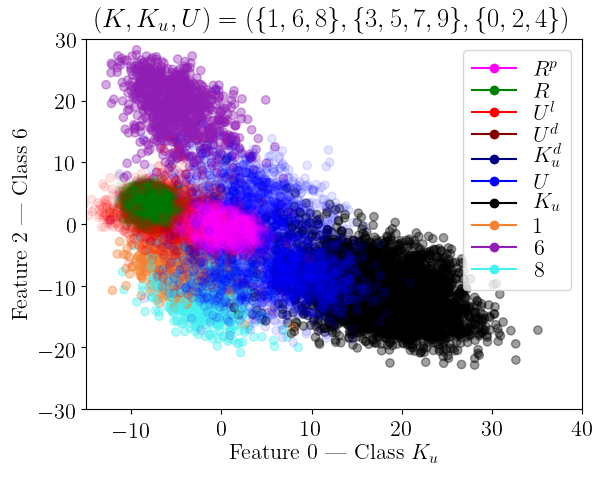 (K, K_u, U) = ({1, 6, 8}, {3, 5, 7, 9}, {0, 2, 4})
30
20
10
0
−10
−20
−30
Feature 2 — Class 6
R^p
R
U^l
U^d
K_u^d
U
K_u
1
6
8
−10
0
10
20
30
40
Feature 0 — Class K_u